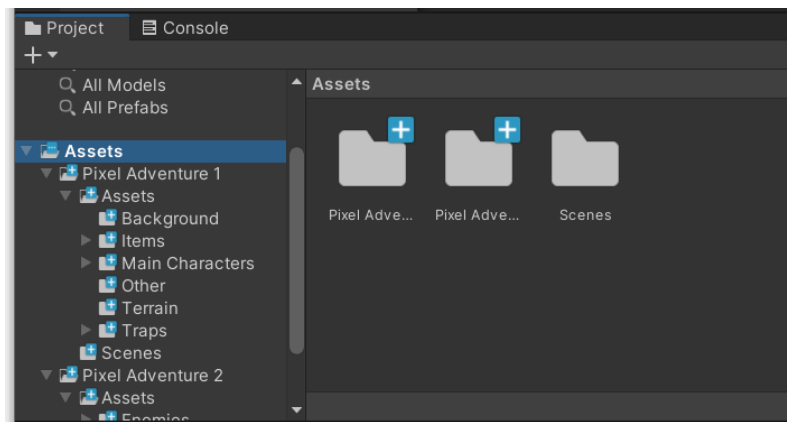 Project
Console
All Models
All Prefabs
Assets
Pixel Adventure 1
Assets
Background
Items
Main Characters
Other
Terrain
Traps
Scenes
Pixel Adventure 2
Assets
Enemies
Assets
Pixel Adve...
Pixel Adve...
Scenes